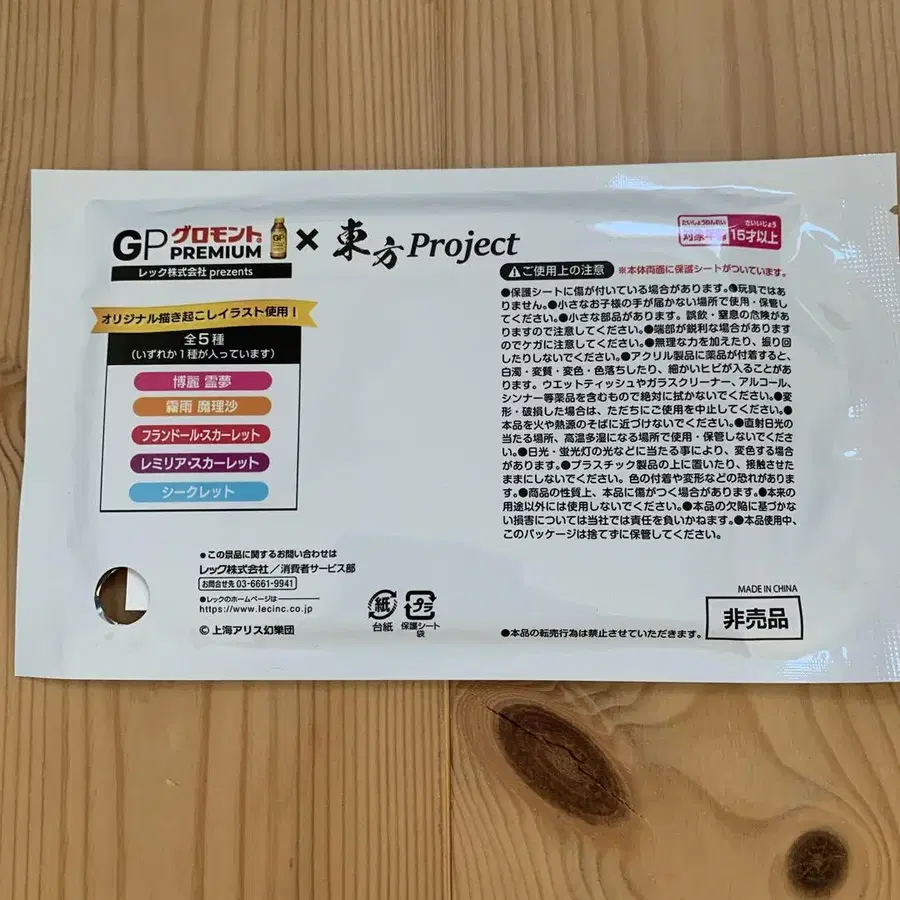 GP グロモント® PREMIUM GP × 東方Project
レック株式会社 prezents
オリジナル描き起こしイラスト使用!
全5種
(いずれか1種が入っています)
博麗 霊夢
霧雨 魔理沙
フランドール・スカーレット
レミリア・スカーレット
シークレット
●この景品に関するお問い合わせは
レック株式会社/消費者サービス部
お問合せ先 03-6661-9941
●レックのホームページは
https://www.lecinc.co.jp
© 上海アリス幻樂団
紙
台紙
プラ
保護シート
袋
たいしょうねんれい さいいじょう
対象年齢 15才以上
ご使用上の注意 ※本体両面に保護シートがついています。
●保護シートに傷が付いている場合があります。●玩具ではあ
りません。●小さなお子様の手が届かない場所で使用・保管し
てください。●小さな部品があります。誤飲・窒息の危険があ
りますので注意してください。●端部が鋭利な場合があります
のでケガに注意してください。●無理な力を加えたり、振り回
したりしないでください。●アクリル製品に薬品が付着すると、
白濁・変質・変色・色落ちしたり、細かいヒビが入ることがあ
ります。ウエットティッシュやガラスクリーナー、アルコール、
シンナー等薬品を含むもので絶対に拭かないでください。●変
形・破損した場合は、ただちにご使用を中止してください。●
本品を火や熱源のそばに近づけないでください。●直射日光の
当たる場所、高温多湿になる場所で使用・保管しないでくださ
い。●日光・蛍光灯の光などに当たる事により、変色する場合
があります。●プラスチック製品の上に置いたり、接触させた
ままにしないでください。色の付着や変形などの恐れがありま
す。●商品の性質上、本品に傷がつく場合があります。●本来の
用途以外には使用しないでください。●本品の欠陥に基づかな
い損害については当社では責任を負いかねます。●本品使用中、
このパッケージは捨てずに保管してください。
MADE IN CHINA
●本品の転売行為は禁止させていただきます。
非売品